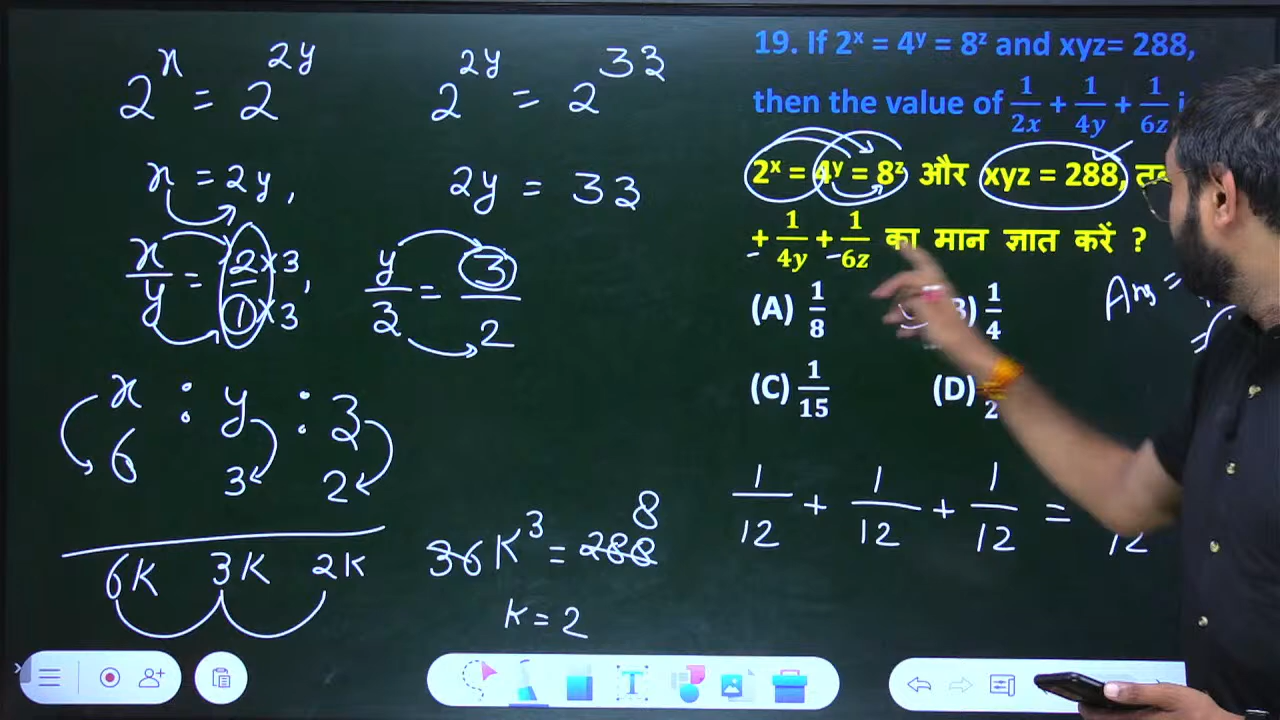 19. If 2ˣ = 4ʸ = 8ᶻ and xyz= 288,
then the value of 1/2x + 1/4y + 1/6z
2ˣ = 4ʸ = 8ᶻ और xyz = 288,
+ 1/4y + 1/6z का मान ज्ञात करें ?
(A) 1/8
B) 1/4
(C) 1/15
(D)
Ans =
2ˣ = 2²ʸ
2²ʸ = 2³ᶻ
x = 2y,
2y = 3z
x/y = 2×3/1×3,
y/z = 3/2
x : y : z
6 3 2
6K 3K 2K
36K³ = 288 8
K = 2
1/12 + 1/12 + 1/12 =
12
T